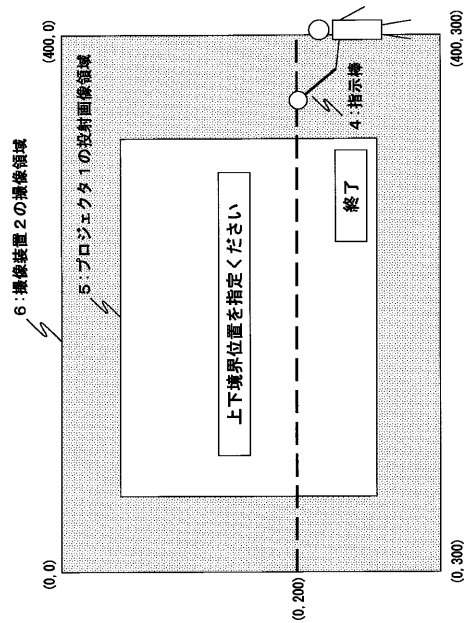 6：撮像装置２の撮像領域
5：プロジェクタ１の投射画像領域
(0, 0)
(400, 0)
上下境界位置を指定ください
(0, 200)
4：指示棒
終了
(0, 300)
(400, 300)